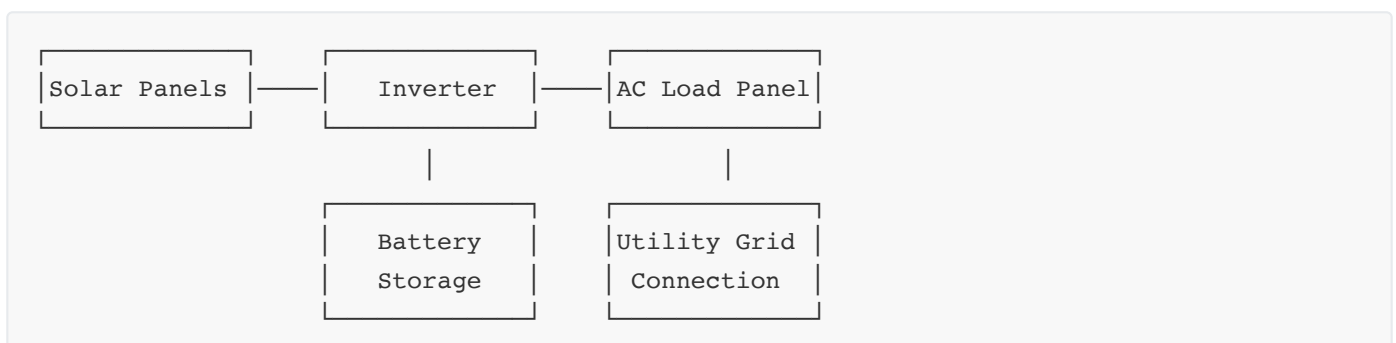 Solar Panels Inverter AC Load Panel
Battery Utility Grid
Storage Connection